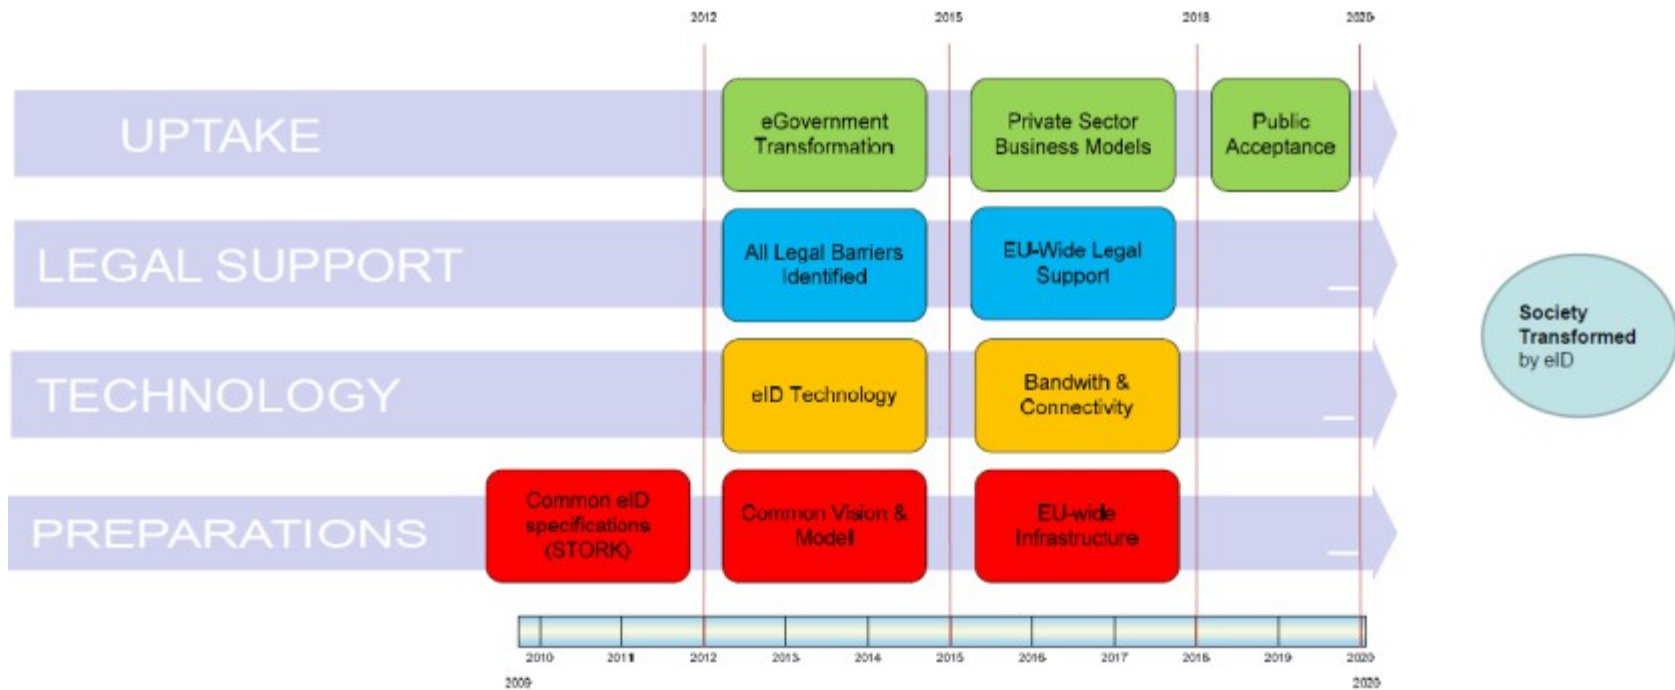 2012
2015
2018
2020
UPTAKE
eGovernment
Transformation
Private Sector
Business Models
Public
Acceptance
LEGAL SUPPORT
All Legal Barriers
Identified
EU-Wide Legal
Support
Society
Transformed
by eID
TECHNOLOGY
eID Technology
Bandwith &
Connectivity
PREPARATIONS
Common eID
specifications
(STORK)
Common Vision &
Modell
EU-wide
Infrastructure
2010
2011
2012
2013
2014
2015
2016
2017
2018
2019
2020
2009
2020